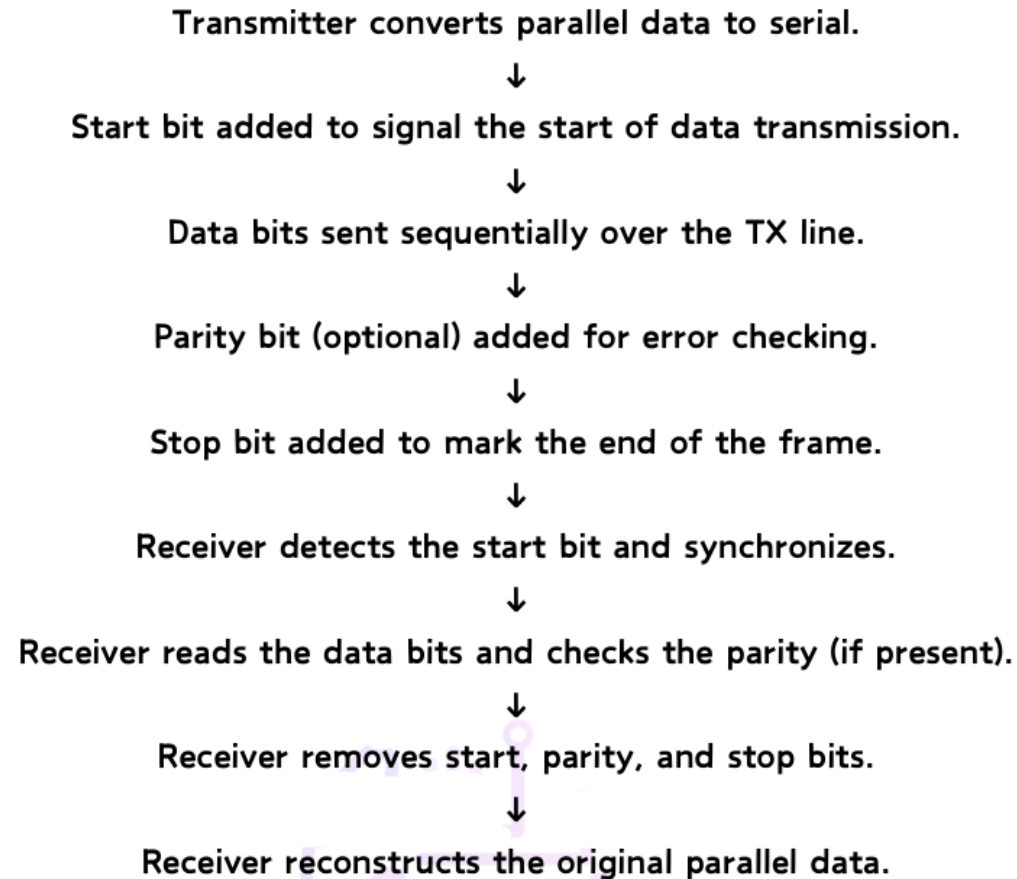 Transmitter converts parallel data to serial.
↓
Start bit added to signal the start of data transmission.
↓
Data bits sent sequentially over the TX line.
↓
Parity bit (optional) added for error checking.
↓
Stop bit added to mark the end of the frame.
↓
Receiver detects the start bit and synchronizes.
↓
Receiver reads the data bits and checks the parity (if present).
↓
Receiver removes start, parity, and stop bits.
↓
Receiver reconstructs the original parallel data.